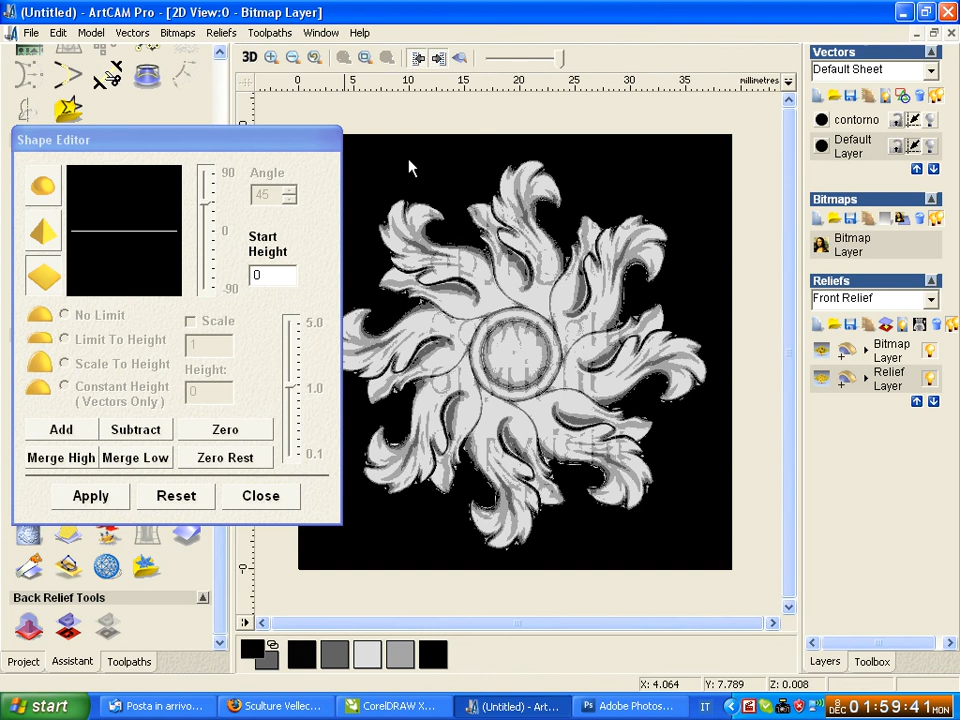 (Untitled) - ArtCAM Pro - [2D View:0 - Bitmap Layer]
File Edit Model Vectors Bitmaps Reliefs Toolpaths Window Help
3D
0 5 10 15 20 25 30 35 millimetres
Shape Editor
90
0
-90
Angle
45
Start
Height
0
No Limit
Limit To Height
Scale To Height
Constant Height
( Vectors Only )
Scale
1
Height:
0
5.0
1.0
0.1
Add Subtract Zero
Merge High Merge Low Zero Rest
Apply Reset Close
Back Relief Tools
Project Assistant Toolpaths
Vectors
Default Sheet
contorno
Default
Layer
Bitmaps
Bitmap
Layer
Reliefs
Front Relief
Bitmap
Layer
Relief
Layer
Layers Toolbox
X: 4.064 Y: 7.789 Z: 0.008
start
Posta in arrivo...
Sculture Vellec...
CorelDRAW X...
(Untitled) - Art...
Adobe Photos...
IT
8 DEC 01:59:41 MON